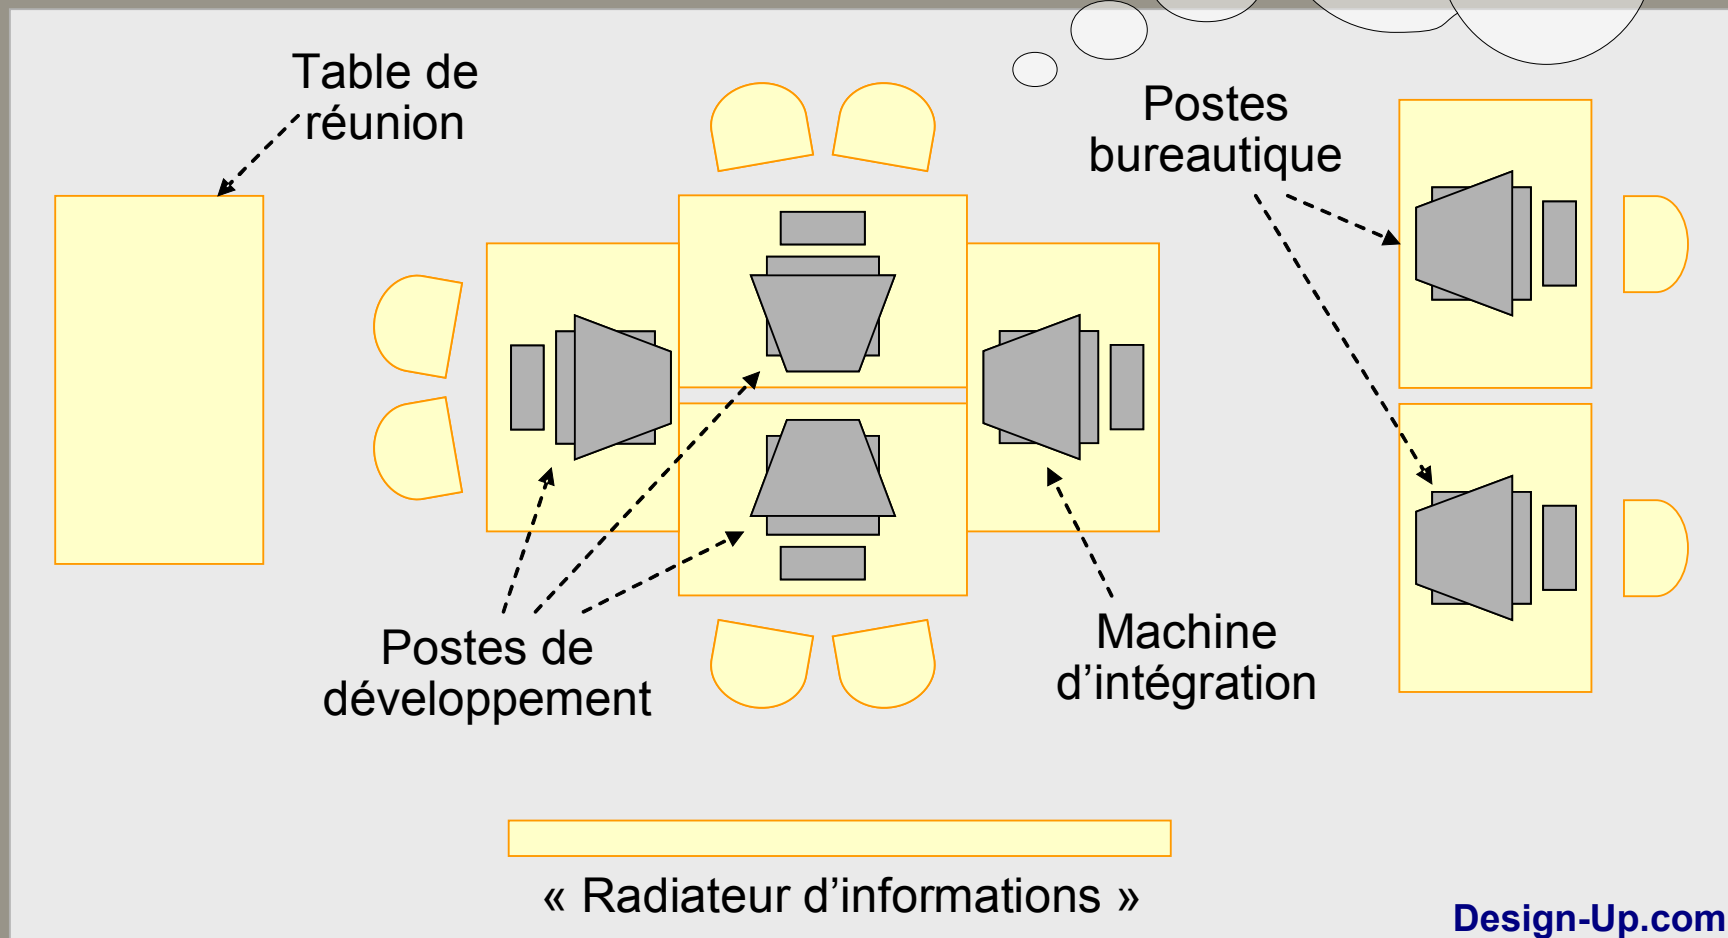 Table de
réunion
Postes
bureautique
Postes de
développement
Machine
d’intégration
« Radiateur d’informations »
Design-Up.com